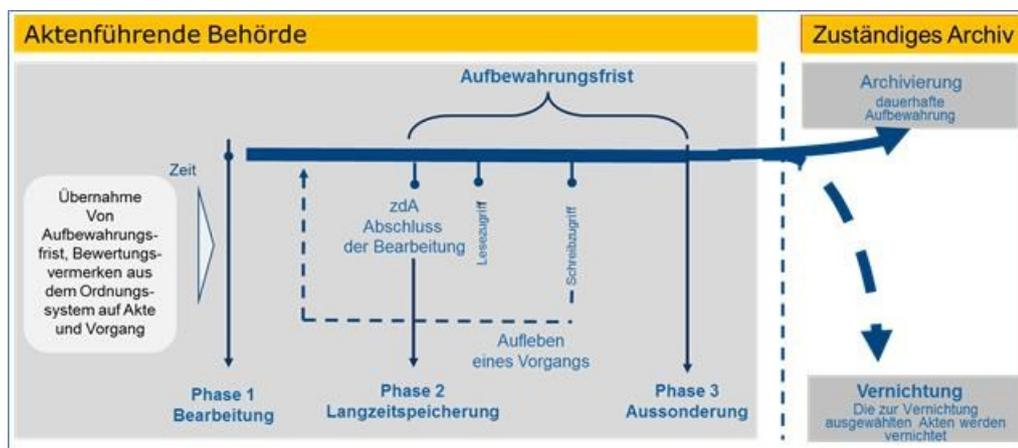 Aktenführende Behörde
Zuständiges Archiv
Aufbewahrungsfrist
Archivierung
dauerhafte
Aufbewahrung
Zeit
Übernahme
Von
Aufbewahrungs-
frist, Bewertungs-
vermerken aus
dem Ordnungs-
system auf Akte
und Vorgang
zdA
Abschluss
der Bearbeitung
Lesezugriff
Schreibzugriff
Aufleben
eines Vorgangs
Phase 1
Bearbeitung
Phase 2
Langzeitspeicherung
Phase 3
Aussonderung
Vernichtung
Die zur Vernichtung
ausgewählten Akten werden
vernichtet